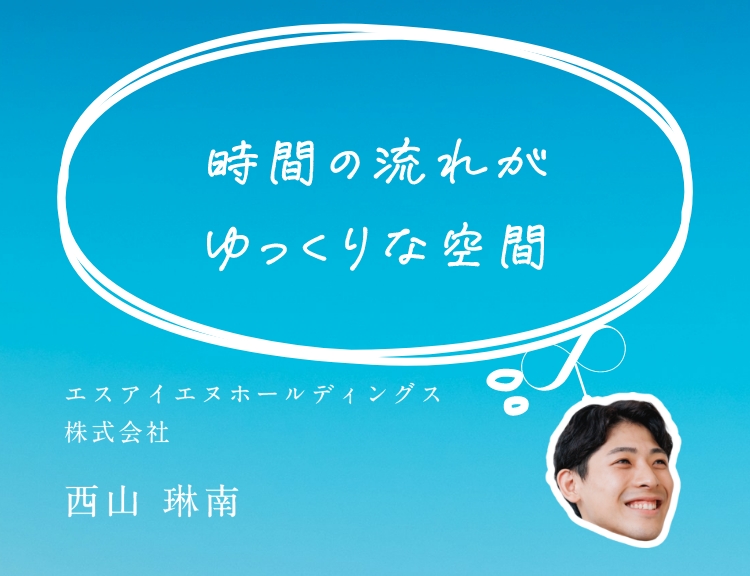 時間の流れが
ゆっくりな空間
エスアイエヌホールディングス
株式会社
西山 琳南